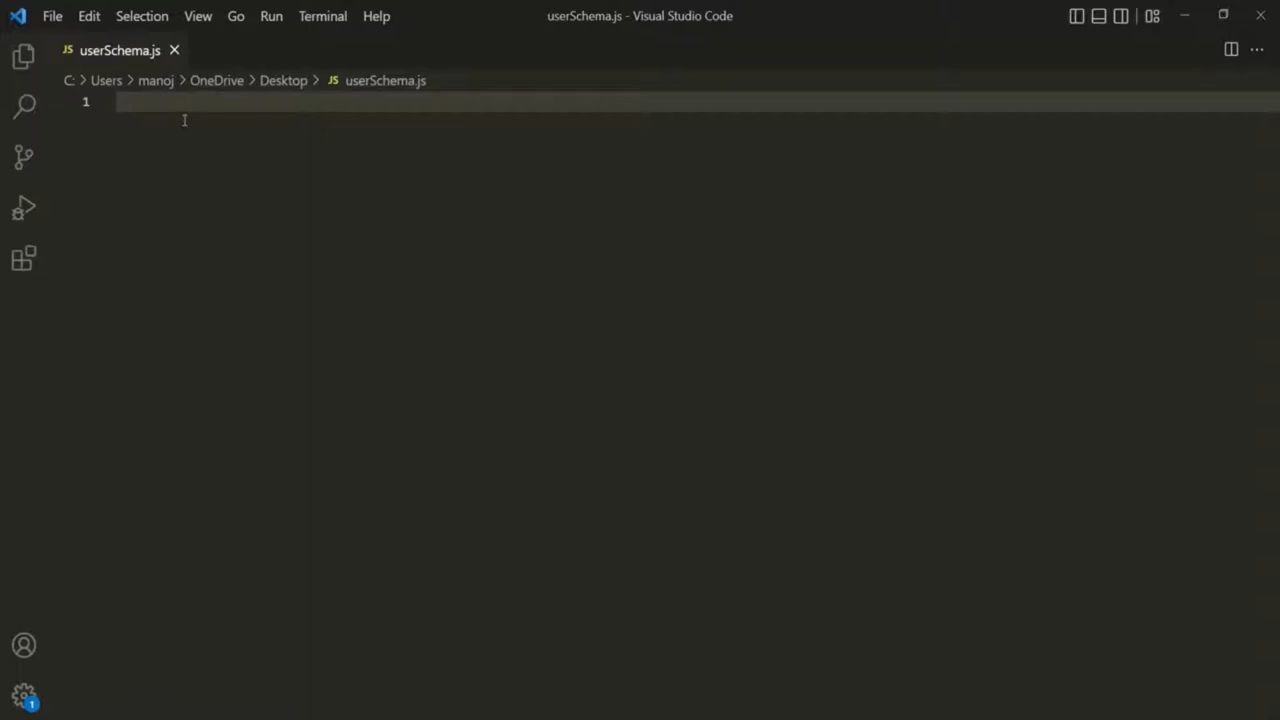 File Edit Selection View Go Run Terminal Help userSchema.js - Visual Studio Code
JS userSchema.js
C: > Users > manoj > OneDrive > Desktop > JS userSchema.js
1
1